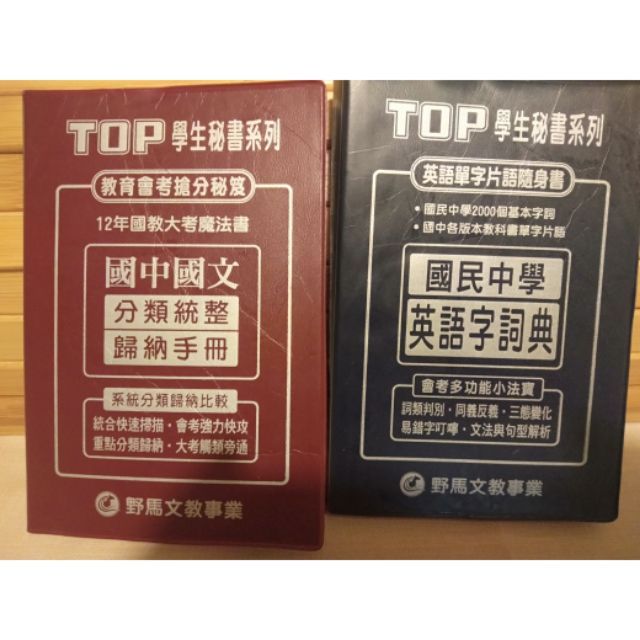 TOP 學生秘書系列
教育會考搶分秘笈
12年國教大考魔法書
國中國文
分類統整
歸納手冊
系統分類歸納比較
統合快速掃描・會考強力快攻
重點分類歸納・大考觸類旁通
野馬文教事業
TOP 學生秘書系列
英語單字片語隨身書
・國民中學2000個基本字詞
・國中各版本教科書單字片語
國民中學
英語字詞典
會考多功能小法寶
詞類判別・同義反義・三態變化
易錯字叮嚀・文法與句型解析
野馬文教事業